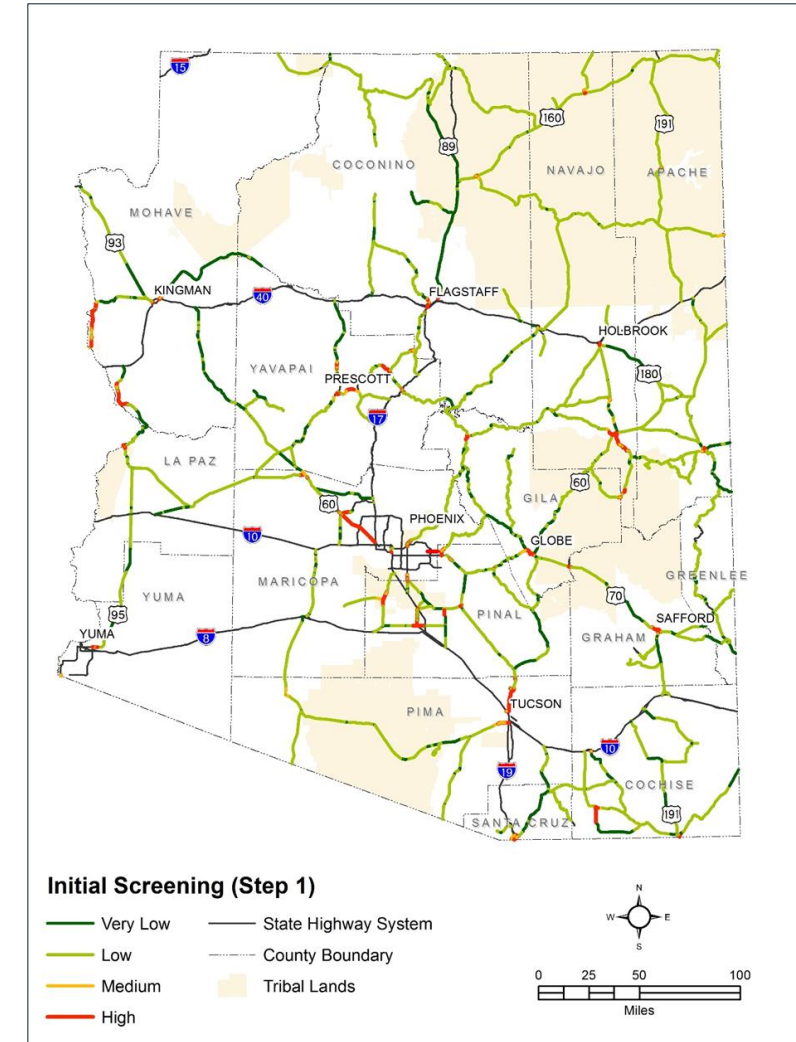 15
160
191
89
COCONINO
NAVAJO
APACHE
MOHAVE
93
KINGMAN
40
FLAGSTAFF
HOLBROOK
YAVAPAI
180
PRESCOTT
17
LA PAZ
GILA
60
60
PHOENIX
10
GLOBE
MARICOPA
GREENLEE
YUMA
95
PINAL
70
SAFFORD
YUMA
8
GRAHAM
PIMA
TUCSON
10
19
COCHISE
SANTA CRUZ
191
Initial Screening (Step 1)
Very Low
State Highway System
Low
County Boundary
Medium
Tribal Lands
High
N
W
E
S
0 25 50 100
Miles